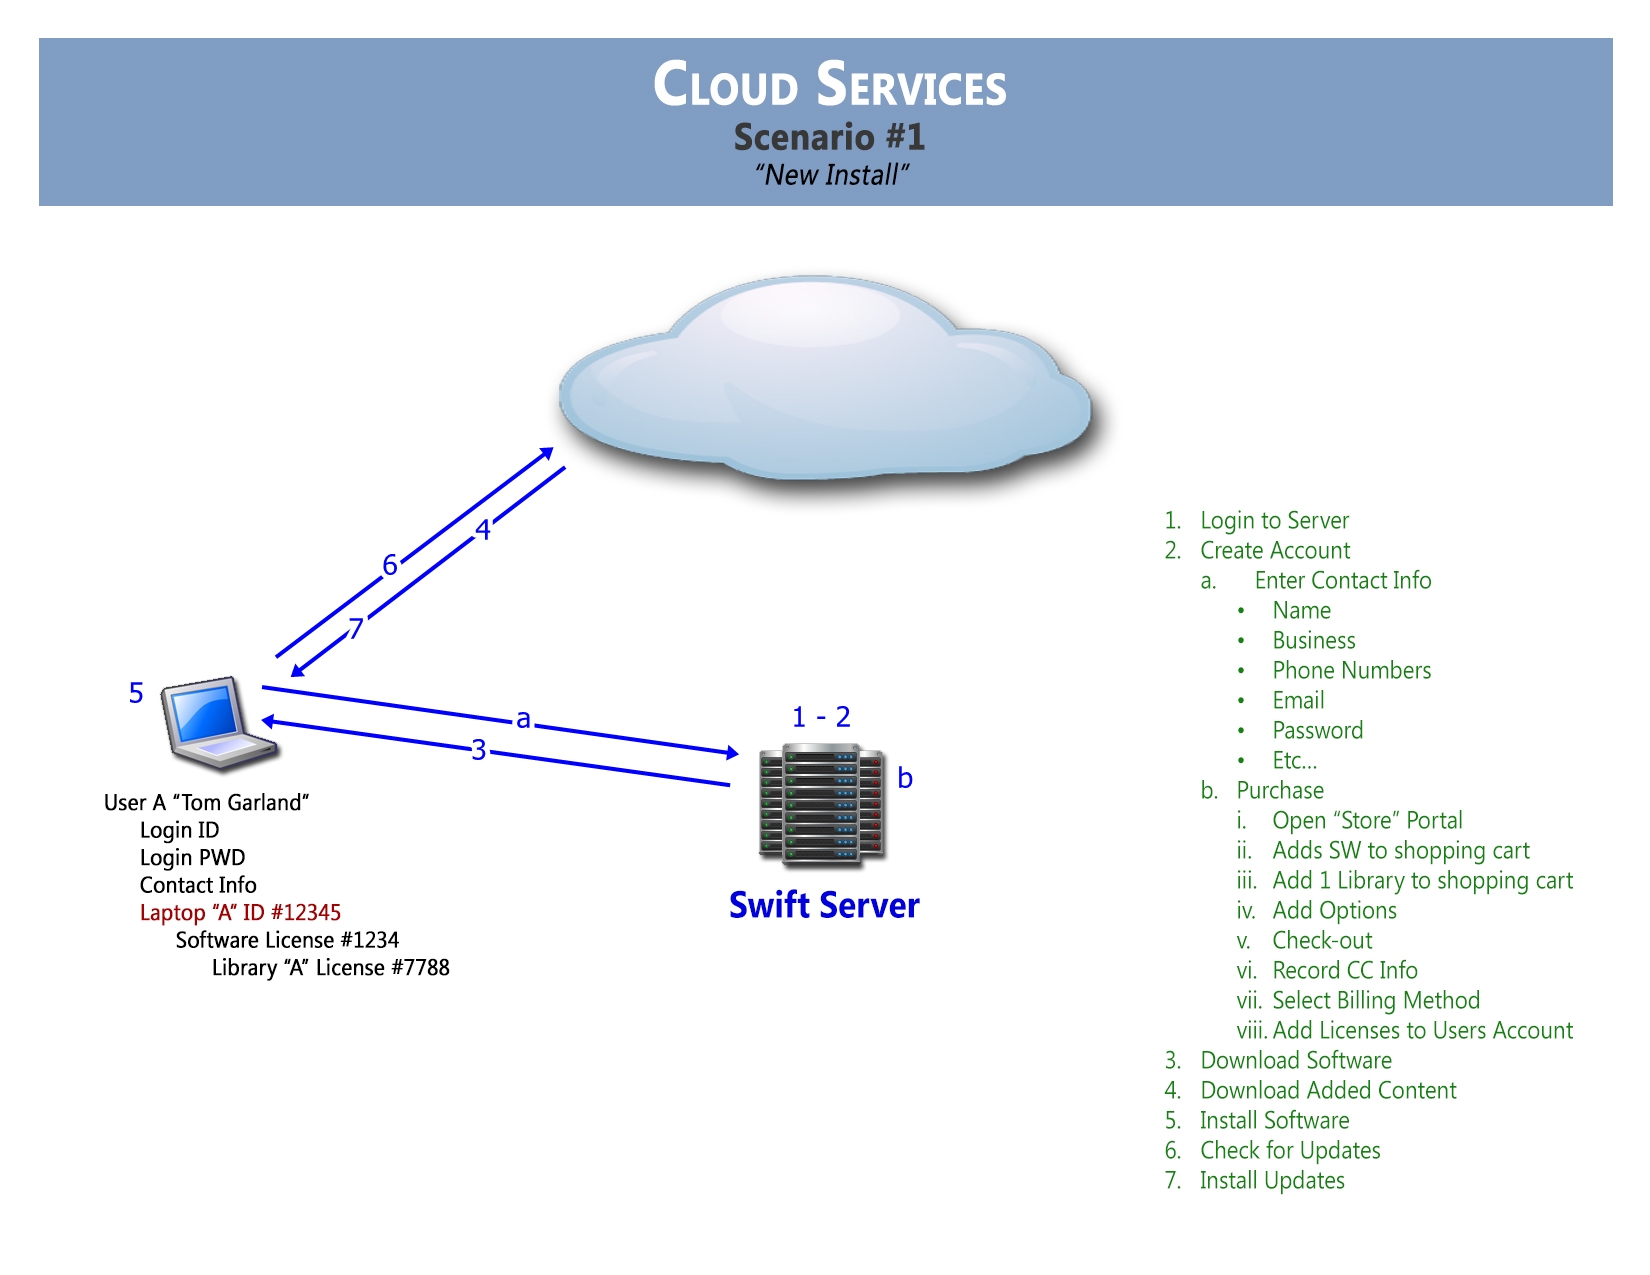 CLOUD SERVICES
Scenario #1
“New Install”
6
4
7
5
a
3
1 - 2
b
Swift Server
User A “Tom Garland”
Login ID
Login PWD
Contact Info
Laptop “A” ID #12345
Software License #1234
Library “A” License #7788
1. Login to Server
2. Create Account
a. Enter Contact Info
• Name
• Business
• Phone Numbers
• Email
• Password
• Etc...
b. Purchase
i. Open “Store” Portal
ii. Adds SW to shopping cart
iii. Add 1 Library to shopping cart
iv. Add Options
v. Check-out
vi. Record CC Info
vii. Select Billing Method
viii. Add Licenses to Users Account
3. Download Software
4. Download Added Content
5. Install Software
6. Check for Updates
7. Install Updates